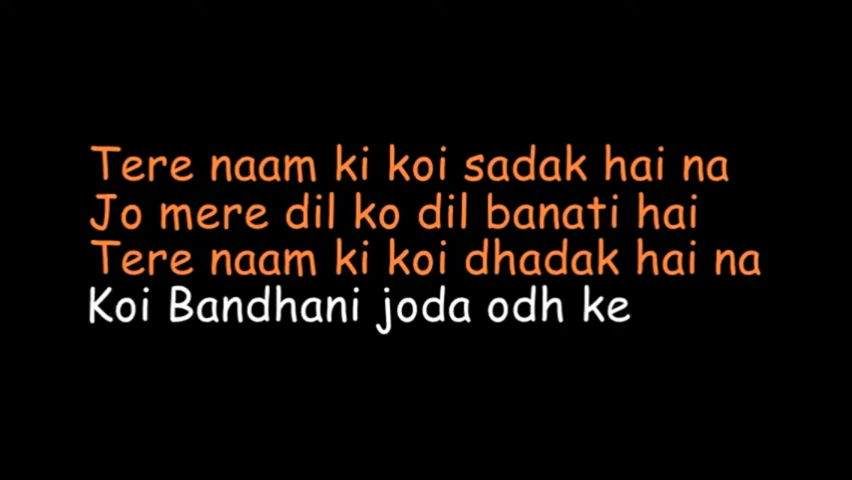 Tere naam ki koi sadak hai na
Jo mere dil ko dil banati hai
Tere naam ki koi dhadak hai na
Koi Bandhani joda odh ke